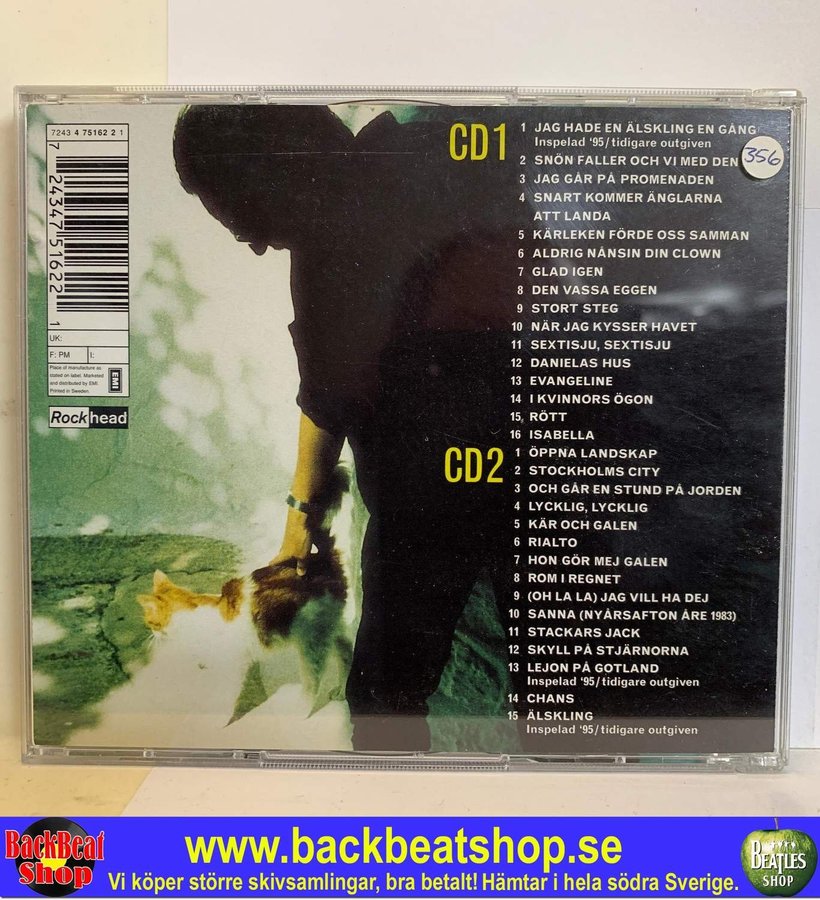 7243 4 75162 2 1
7 24347 51622 1
UK:
F: PM I:
Place of manufacture as
stated on label. Marketed
and distributed by EMI
Printed in Sweden
EMI
Rockhead
CD1
1 JAG HADE EN ÄLSKLING EN GÅNG
Inspelad '95/tidigare outgiven
2 SNÖN FALLER OCH VI MED DEN
356
3 JAG GÅR PÅ PROMENADEN
4 SNART KOMMER ÄNGLARNA
ATT LANDA
5 KÄRLEKEN FÖRDE OSS SAMMAN
6 ALDRIG NÅNSIN DIN CLOWN
7 GLAD IGEN
8 DEN VASSA EGGEN
9 STORT STEG
10 NÄR JAG KYSSER HAVET
11 SEXTISJU, SEXTISJU
12 DANIELAS HUS
13 EVANGELINE
14 I KVINNORS ÖGON
15 RÖTT
16 ISABELLA
CD2
1 ÖPPNA LANDSKAP
2 STOCKHOLMS CITY
3 OCH GÅR EN STUND PÅ JORDEN
4 LYCKLIG, LYCKLIG
5 KÄR OCH GALEN
6 RIALTO
7 HON GÖR MEJ GALEN
8 ROM I REGNET
9 (OH LA LA) JAG VILL HA DEJ
10 SANNA (NYÅRSAFTON ÅRE 1983)
11 STACKARS JACK
12 SKYLL PÅ STJÄRNORNA
13 LEJON PÅ GOTLAND
Inspelad '95/tidigare outgiven
14 CHANS
15 ÄLSKLING
Inspelad '95/tidigare outgiven
BackBeat
Shop
www.backbeatshop.se
Vi köper större skivsamlingar, bra betalt! Hämtar i hela södra Sverige.
BEATLES
SHOP